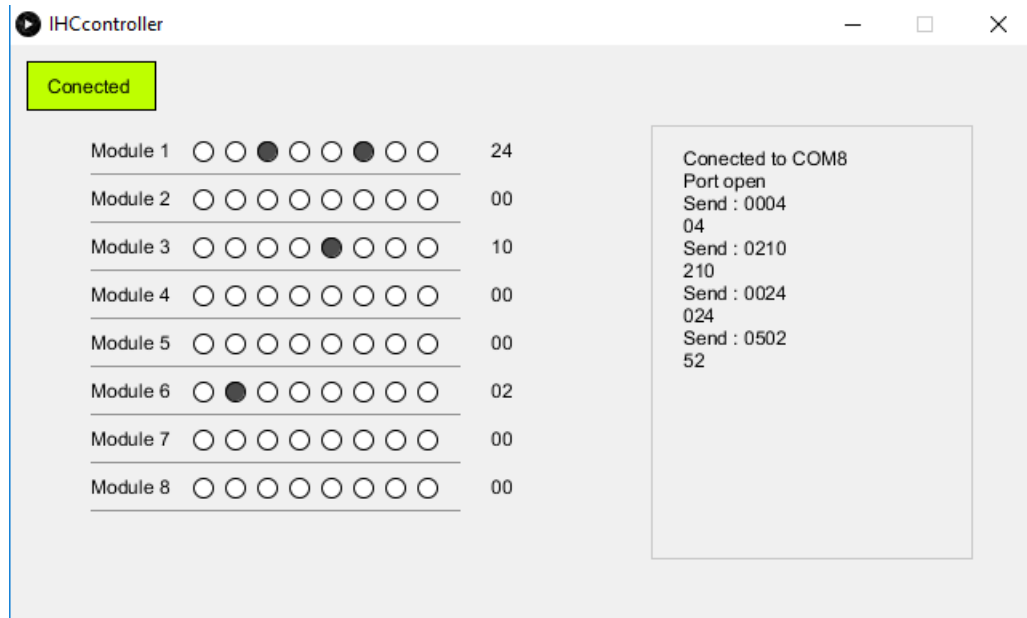 IHCcontroller
Conected
Module 1 24
Module 2 00
Module 3 10
Module 4 00
Module 5 00
Module 6 02
Module 7 00
Module 8 00
Conected to COM8
Port open
Send : 0004
04
Send : 0210
210
Send : 0024
024
Send : 0502
52